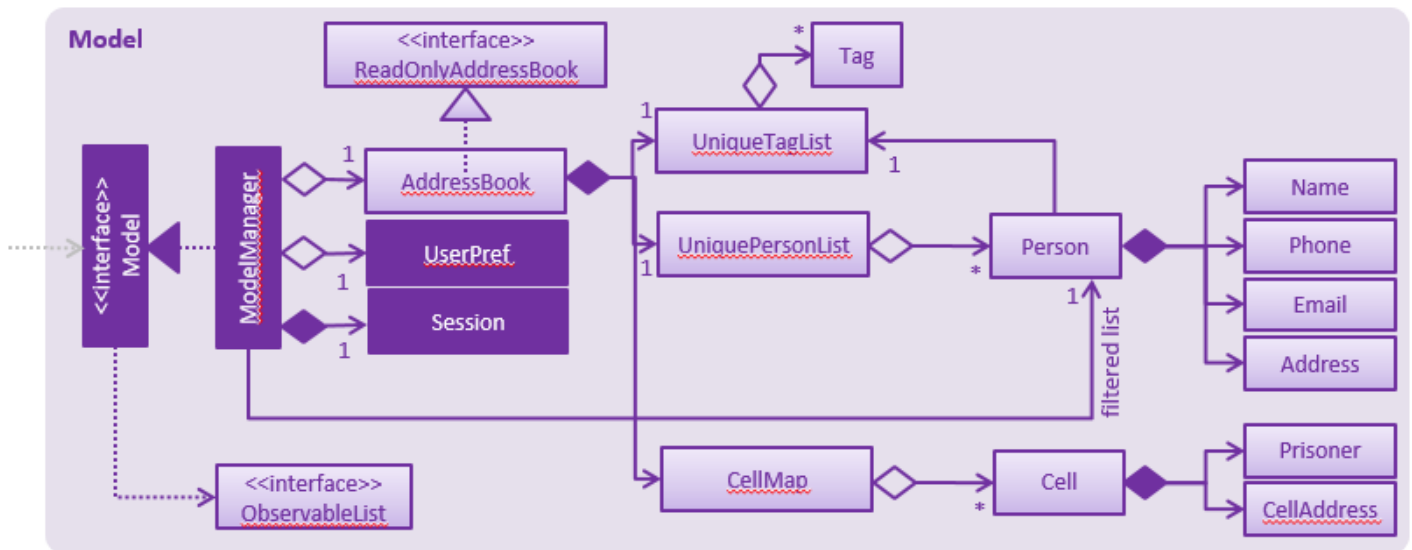 Model
<<interface>>
ReadOnlyAddressBook
*
Tag
1
UniqueTagList
1
<<interface>>
Model
ModelManager
1
AddressBook
1
UserPref
1
Session
1
UniquePersonList
*
Person
1
filtered list
Name
Phone
Email
Address
<<interface>>
ObservableList
CellMap
*
Cell
Prisoner
CellAddress